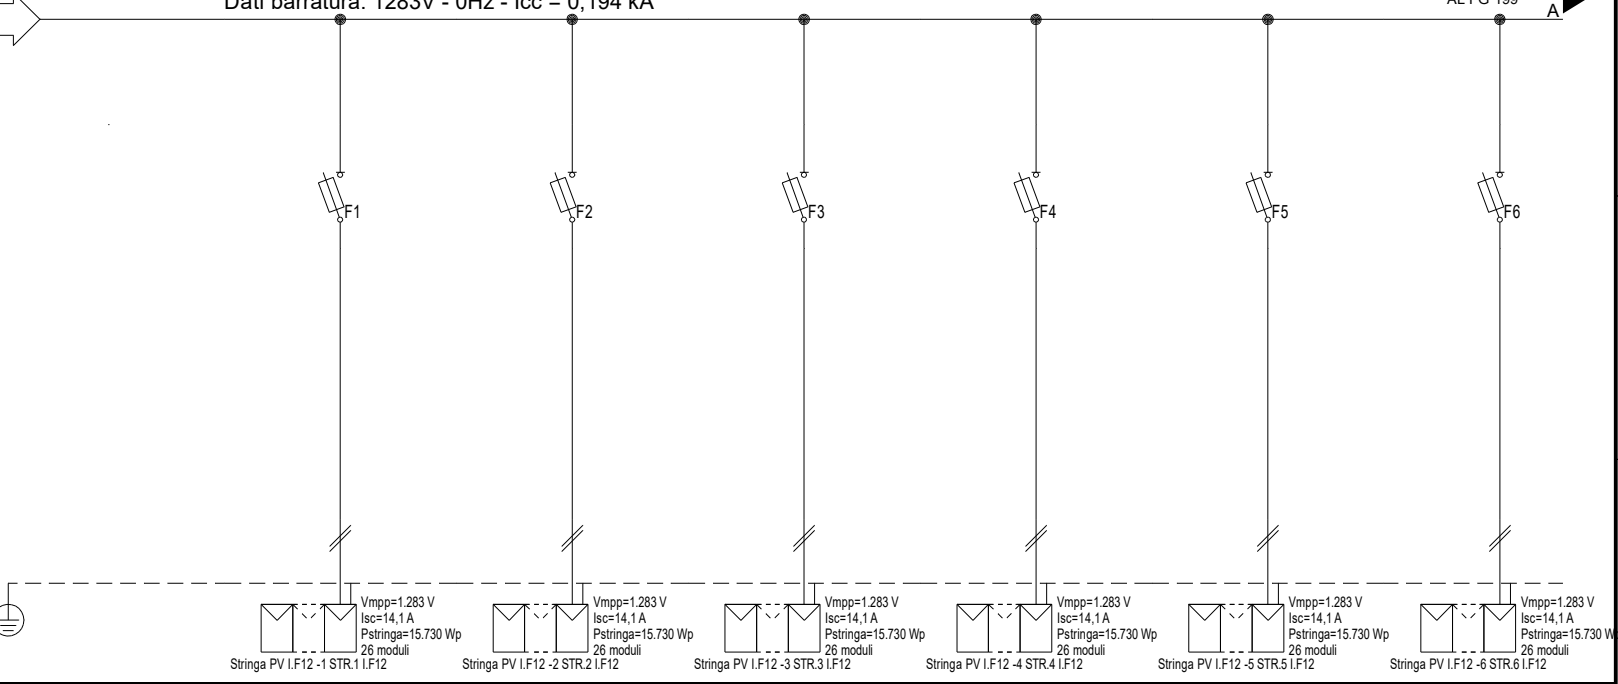 Dati barratura: 1283V - 0Hz - Icc = 0,194 kA
A
F1
F2
F3
F4
F5
F6
Vmpp=1.283 V
Isc=14,1 A
Pstringa=15.730 Wp
26 moduli
Stringa PV I.F12 -1 STR.1 I.F12
Vmpp=1.283 V
Isc=14,1 A
Pstringa=15.730 Wp
26 moduli
Stringa PV I.F12 -2 STR.2 I.F12
Vmpp=1.283 V
Isc=14,1 A
Pstringa=15.730 Wp
26 moduli
Stringa PV I.F12 -3 STR.3 I.F12
Vmpp=1.283 V
Isc=14,1 A
Pstringa=15.730 Wp
26 moduli
Stringa PV I.F12 -4 STR.4 I.F12
Vmpp=1.283 V
Isc=14,1 A
Pstringa=15.730 Wp
26 moduli
Stringa PV I.F12 -5 STR.5 I.F12
Vmpp=1.283 V
Isc=14,1 A
Pstringa=15.730 W
26 moduli
Stringa PV I.F12 -6 STR.6 I.F12